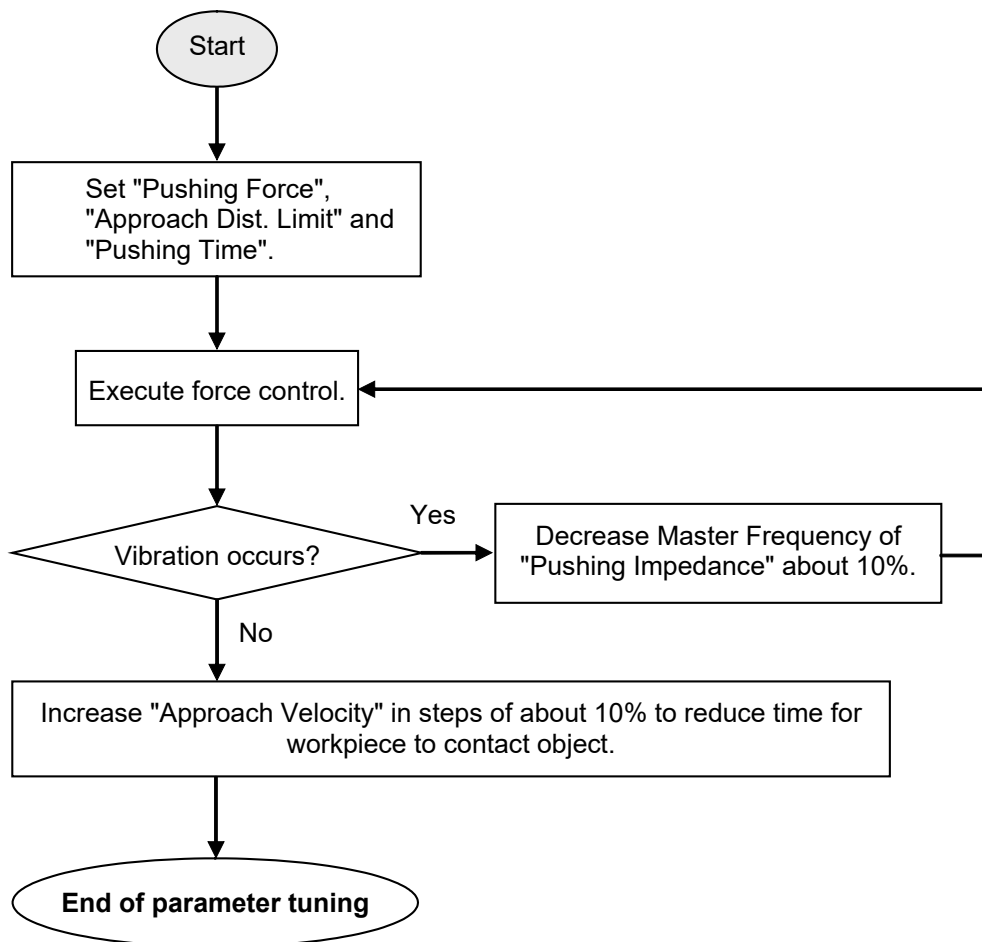 Start
Set "Pushing Force",
"Approach Dist. Limit" and
"Pushing Time".
Execute force control.
Vibration occurs?
Yes
Decrease Master Frequency of
"Pushing Impedance" about 10%.
No
Increase "Approach Velocity" in steps of about 10% to reduce time for
workpiece to contact object.
End of parameter tuning